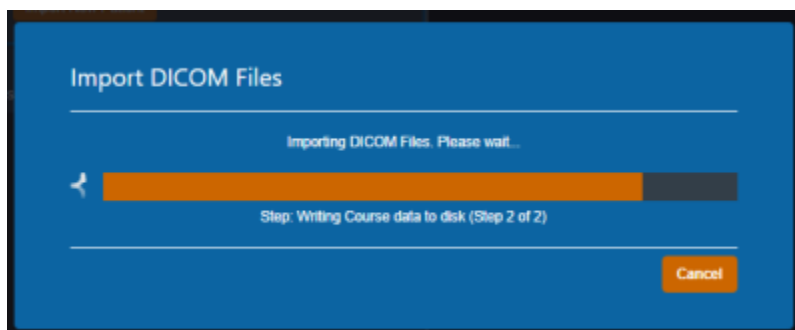 Import DICOM Files
Importing DICOM Files. Please wait...
Step: Writing Course data to disk (Step 2 of 2)
Cancel